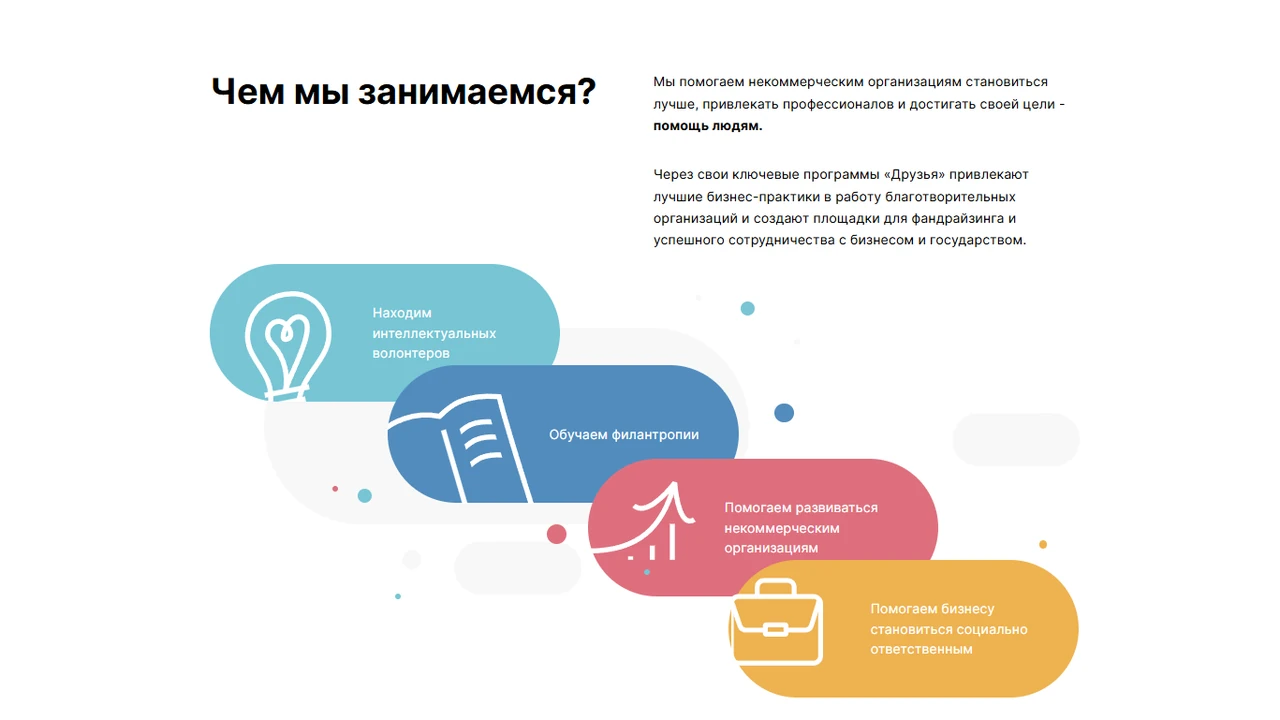 Чем мы занимаемся?
Мы помогаем некоммерческим организациям становиться
лучше, привлекать профессионалов и достигать своей цели -
помощь людям.
Через свои ключевые программы «Друзья» привлекают
лучшие бизнес-практики в работу благотворительных
организаций и создают площадки для фандрайзинга и
успешного сотрудничества с бизнесом и государством.
Находим
интеллектуальных
волонтеров
Обучаем филантропии
Помогаем развиваться
некоммерческим
организациям
Помогаем бизнесу
становиться социально
ответственным